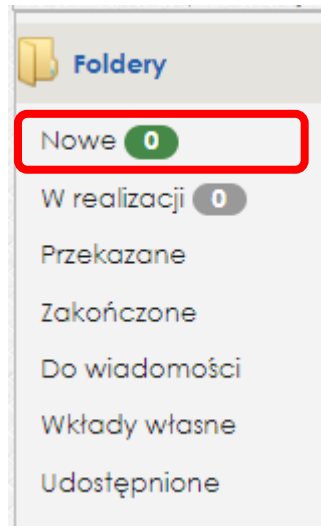 Foldery
Nowe 0
W realizacji 0
Przekazane
Zakończone
Do wiadomości
Wkłady własne
Udostępnione